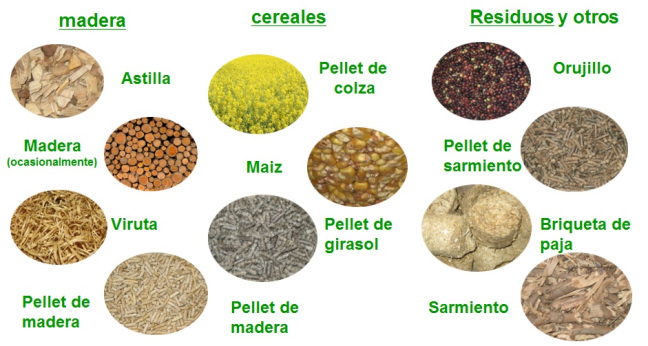 madera
Astilla
Madera
(ocasionalmente)
Viruta
Pellet de
madera
cereales
Pellet de
colza
Maiz
Pellet de
girasol
Pellet de
madera
Residuos y otros
Orujillo
Pellet de
sarmiento
Briqueta de
paja
Sarmiento